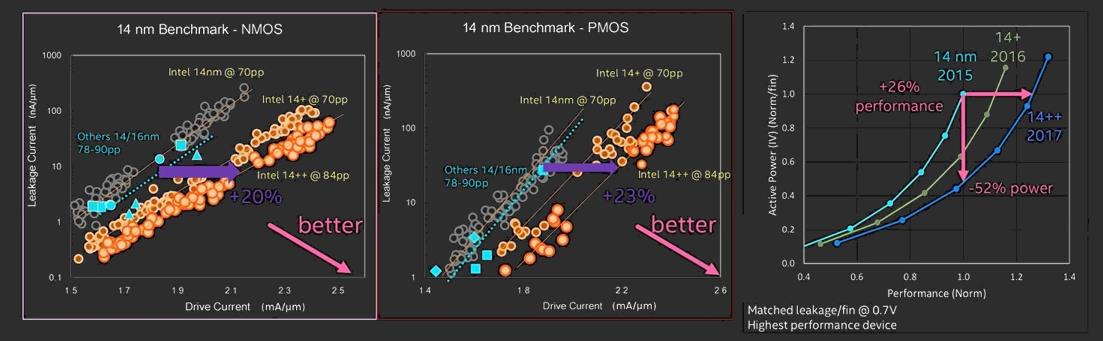 14 nm Benchmark - NMOS
Leakage Current (nA/μm)
1000
100
10
1
0.1
Intel 14nm @ 70pp
Intel 14+ @ 70pp
Others 14/16nm
78-90pp
Intel 14++ @ 84pp
+20%
better
1.5
1.7
1.9
2.1
2.3
2.5
Drive Current (mA/μm)
14 nm Benchmark - PMOS
Leakage Current (nA/μm)
1000
100
10
1
Intel 14+ @ 70pp
Intel 14nm @ 70pp
Others 14/16nm
78-90pp
Intel 14++ @ 84pp
+23%
better
1.4
1.8
2.2
2.6
Drive Current (mA/μm)
Active Power (IV) (Norm/fin)
1.4
1.2
1.0
0.8
0.6
0.4
0.2
0.0
14 nm
2015
14+
2016
+26%
performance
14++
2017
-52% power
0.4
0.6
0.8
1.0
1.2
1.4
Performance (Norm)
Matched leakage/fin @ 0.7V
Highest performance device